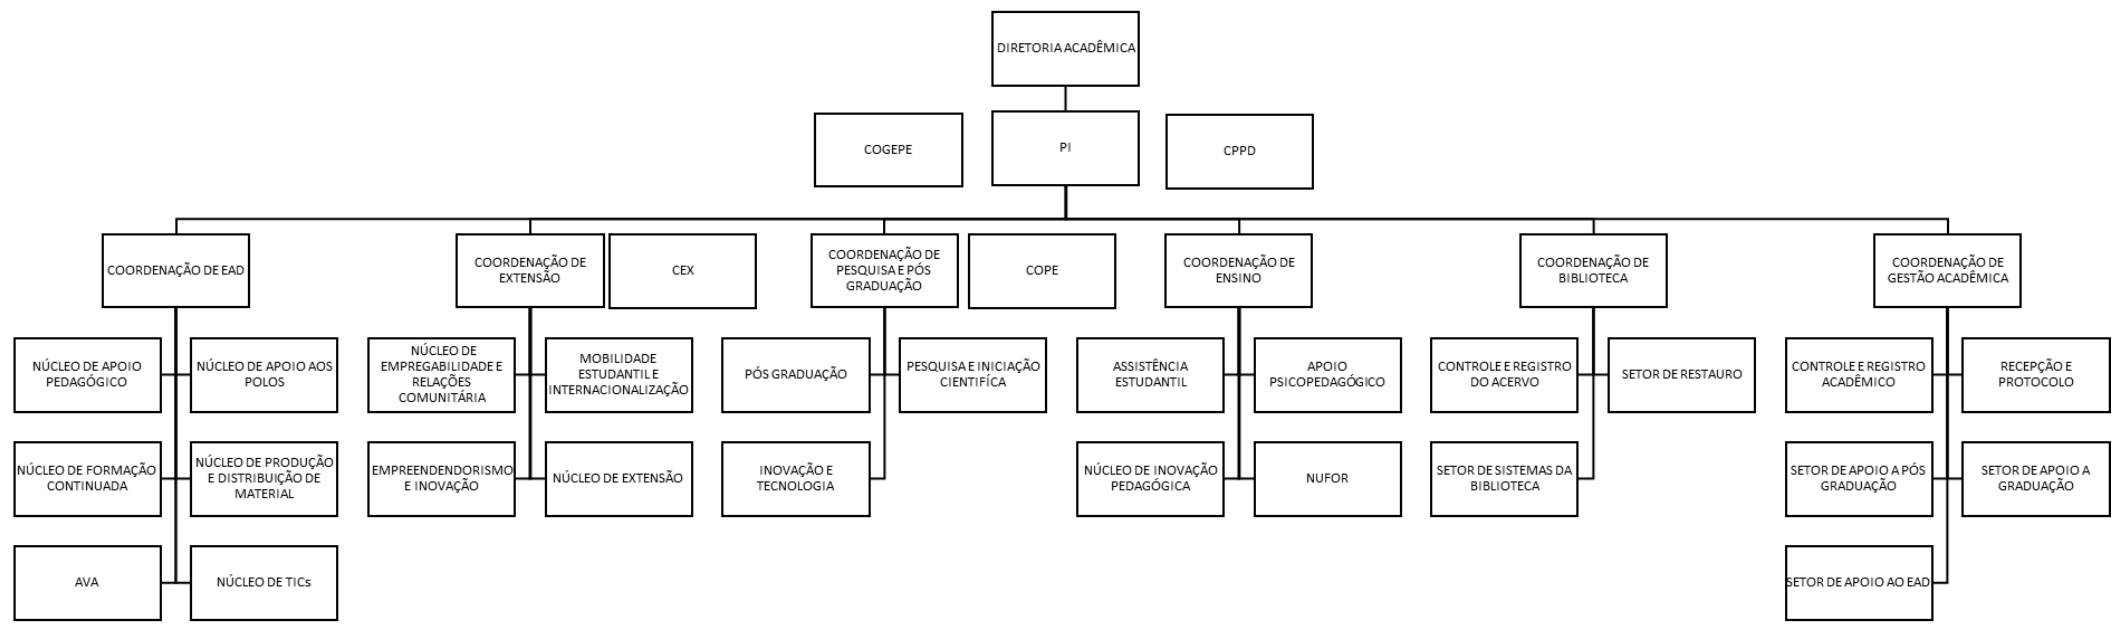 DIRETORIA ACADÊMICA
COGEPE
PI
CPPD
COORDENAÇÃO DE EAD
COORDENAÇÃO DE
EXTENSÃO
CEX
COORDENAÇÃO DE
PESQUISA E PÓS
GRADUAÇÃO
COPE
COORDENAÇÃO DE
ENSINO
COORDENAÇÃO DE
BIBLIOTECA
COORDENAÇÃO DE
GESTÃO ACADÊMICA
NÚCLEO DE APOIO
PEDAGÓGICO
NÚCLEO DE APOIO AOS
POLOS
NÚCLEO DE
EMPREGABILIDADE E
RELAÇÕES
COMUNITÁRIA
MOBILIDADE
ESTUDANTIL E
INTERNACIONALIZAÇÃO
PÓS GRADUAÇÃO
PESQUISA E INICIAÇÃO
CIENTIFÍCA
ASSISTÊNCIA
ESTUDANTIL
APOIO
PSICOPEDAGÓGICO
CONTROLE E REGISTRO
DO ACERVO
SETOR DE RESTAURO
CONTROLE E REGISTRO
ACADÊMICO
RECEPÇÃO E
PROTOCOLO
NÚCLEO DE FORMAÇÃO
CONTINUADA
NÚCLEO DE PRODUÇÃO
E DISTRIBUIÇÃO DE
MATERIAL
EMPREENDENDORISMO
E INOVAÇÃO
NÚCLEO DE EXTENSÃO
INOVAÇÃO E
TECNOLOGIA
NÚCLEO DE INOVAÇÃO
PEDAGÓGICA
NUFOR
SETOR DE SISTEMAS DA
BIBLIOTECA
SETOR DE APOIO A PÓS
GRADUAÇÃO
SETOR DE APOIO A
GRADUAÇÃO
AVA
NÚCLEO DE TICs
SETOR DE APOIO AO EAD